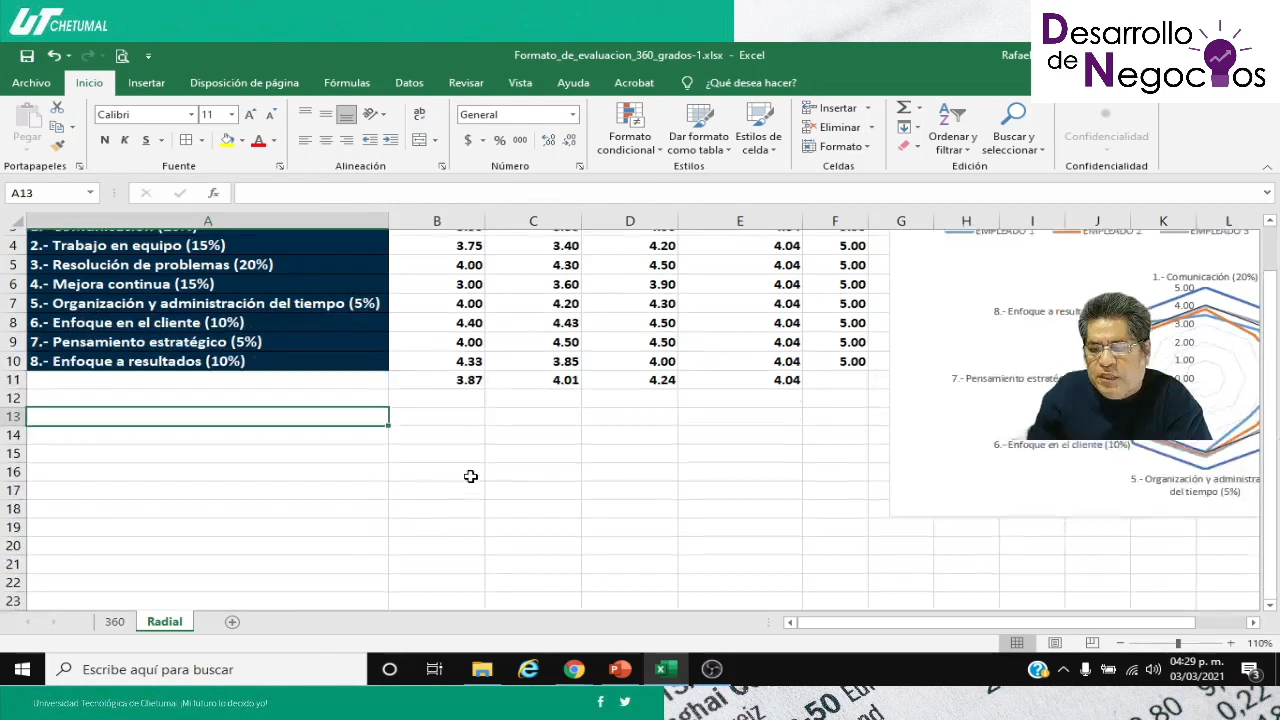 UT CHETUMAL
Formato_de_evaluacion_360_grados-1.xlsx - Excel
Rafae
Desarrollo
de Negocios
Archivo Inicio Insertar Disposición de página Fórmulas Datos Revisar Vista Ayuda Acrobat ¿Qué desea hacer?
Pegar
Calibri 11
N K S
General
$ % 000
Formato condicional
Dar formato como tabla
Estilos de celda
Insertar
Eliminar
Formato
Ordenar y filtrar
Buscar y seleccionar
Confidencialidad
Portapapeles Fuente Alineación Número Estilos Celdas Edición Confidencialidad
A13 fx
A B C D E F G H I J K L
4 2.- Trabajo en equipo (15%) 3.75 3.40 4.20 4.04 5.00
5 3.- Resolución de problemas (20%) 4.00 4.30 4.50 4.04 5.00
6 4.- Mejora continua (15%) 3.00 3.60 3.90 4.04 5.00
7 5.- Organización y administración del tiempo (5%) 4.00 4.20 4.30 4.04 5.00
8 6.- Enfoque en el cliente (10%) 4.40 4.43 4.50 4.04 5.00
9 7.- Pensamiento estratégico (5%) 4.00 4.50 4.50 4.04 5.00
10 8.- Enfoque a resultados (10%) 4.33 3.85 4.00 4.04 5.00
11 3.87 4.01 4.24 4.04
12
13
14
15
16
17
18
19
20
21
22
23
EMPLEADO 1 EMPLEADO 2 EMPLEADO 3
1.- Comunicación (20%)
5.00
4.00
3.00
2.00
1.00
0.00
8.- Enfoque a resu
7.- Pensamiento estraté
6.- Enfoque en el cliente (10%)
5.- Organización y administra
del tiempo (5%)
360 Radial
110%
Escribe aquí para buscar
04:29 p. m.
03/03/2021
3
Universidad Tecnológica de Chetumal ¡Mi futuro lo decido yo!